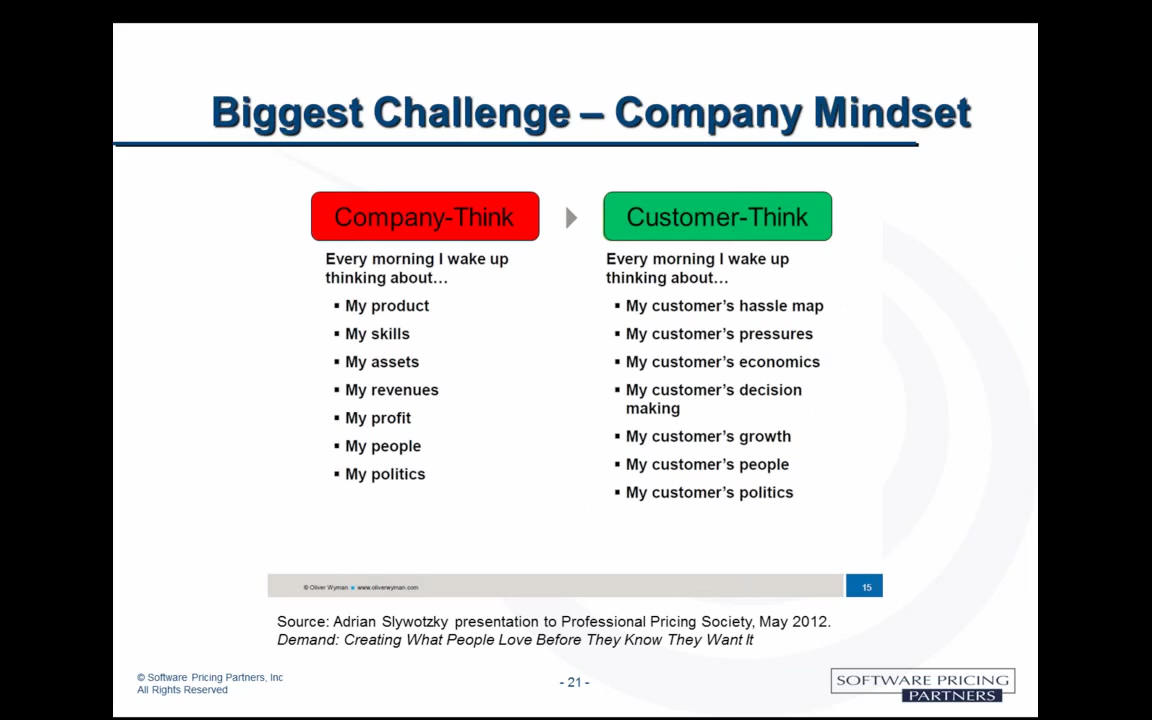 Biggest Challenge – Company Mindset
Company-Think
Every morning I wake up
thinking about…
▪ My product
▪ My skills
▪ My assets
▪ My revenues
▪ My profit
▪ My people
▪ My politics
Customer-Think
Every morning I wake up
thinking about…
▪ My customer’s hassle map
▪ My customer’s pressures
▪ My customer’s economics
▪ My customer’s decision
making
▪ My customer’s growth
▪ My customer’s people
▪ My customer’s politics
© Oliver Wyman ■ www.oliverwyman.com
15
Source: Adrian Slywotzky presentation to Professional Pricing Society, May 2012.
Demand: Creating What People Love Before They Know They Want It
© Software Pricing Partners, Inc
All Rights Reserved
- 21 -
SOFTWARE PRICING
PARTNERS